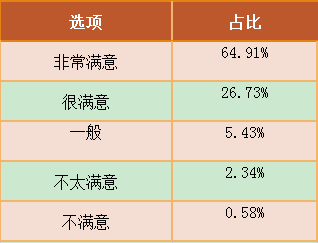 选项 占比
非常满意 64.91%
很满意 26.73%
一般 5.43%
不太满意 2.34%
不满意 0.58%